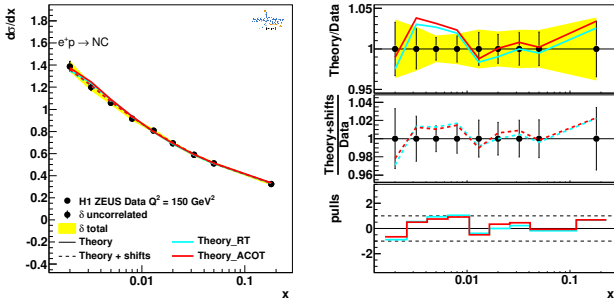 dσ/dx
e⁺p → NC
2
1.8
1.6
1.4
1.2
1
0.8
0.6
0.4
0.2
0
-0.2
-0.4
H1 ZEUS Data Q² = 150 GeV²
δ uncorrelated
δ total
Theory
Theory + shifts
Theory_RT
Theory_ACOT
0.01
0.1
x
Theory/Data
1.05
1
0.95
Theory+shifts
Data
1.04
1.02
1
0.98
0.96
pulls
2
0
-2
0.01
0.1
x